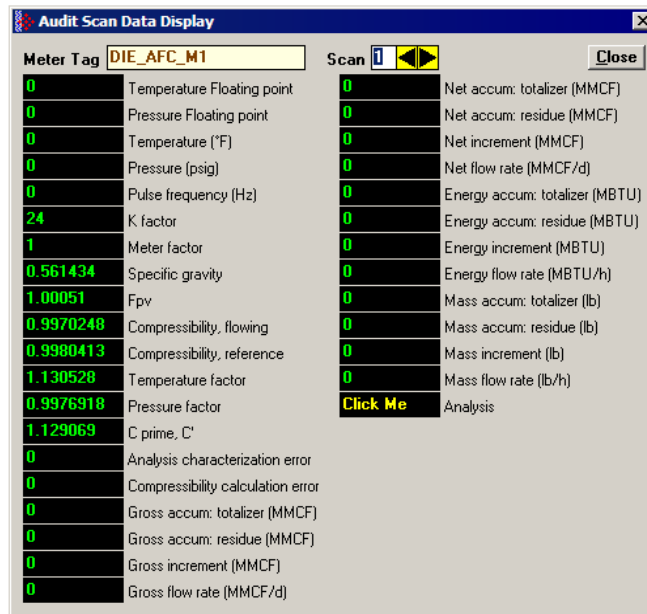 Audit Scan Data Display
Meter Tag DIE_AFC_M1 Scan 1 Close
0 Temperature Floating point
0 Pressure Floating point
0 Temperature (°F)
0 Pressure (psig)
0 Pulse frequency (Hz)
24 K factor
1 Meter factor
0.561434 Specific gravity
1.00051 Fpv
0.9970248 Compressibility, flowing
0.9980413 Compressibility, reference
1.130528 Temperature factor
0.9976918 Pressure factor
1.129069 C prime, C'
0 Analysis characterization error
0 Compressibility calculation error
0 Gross accum: totalizer (MMCF)
0 Gross accum: residue (MMCF)
0 Gross increment (MMCF)
0 Gross flow rate (MMCF/d)
0 Net accum: totalizer (MMCF)
0 Net accum: residue (MMCF)
0 Net increment (MMCF)
0 Net flow rate (MMCF/d)
0 Energy accum: totalizer (MBTU)
0 Energy accum: residue (MBTU)
0 Energy increment (MBTU)
0 Energy flow rate (MBTU/h)
0 Mass accum: totalizer (lb)
0 Mass accum: residue (lb)
0 Mass increment (lb)
0 Mass flow rate (lb/h)
Click Me Analysis